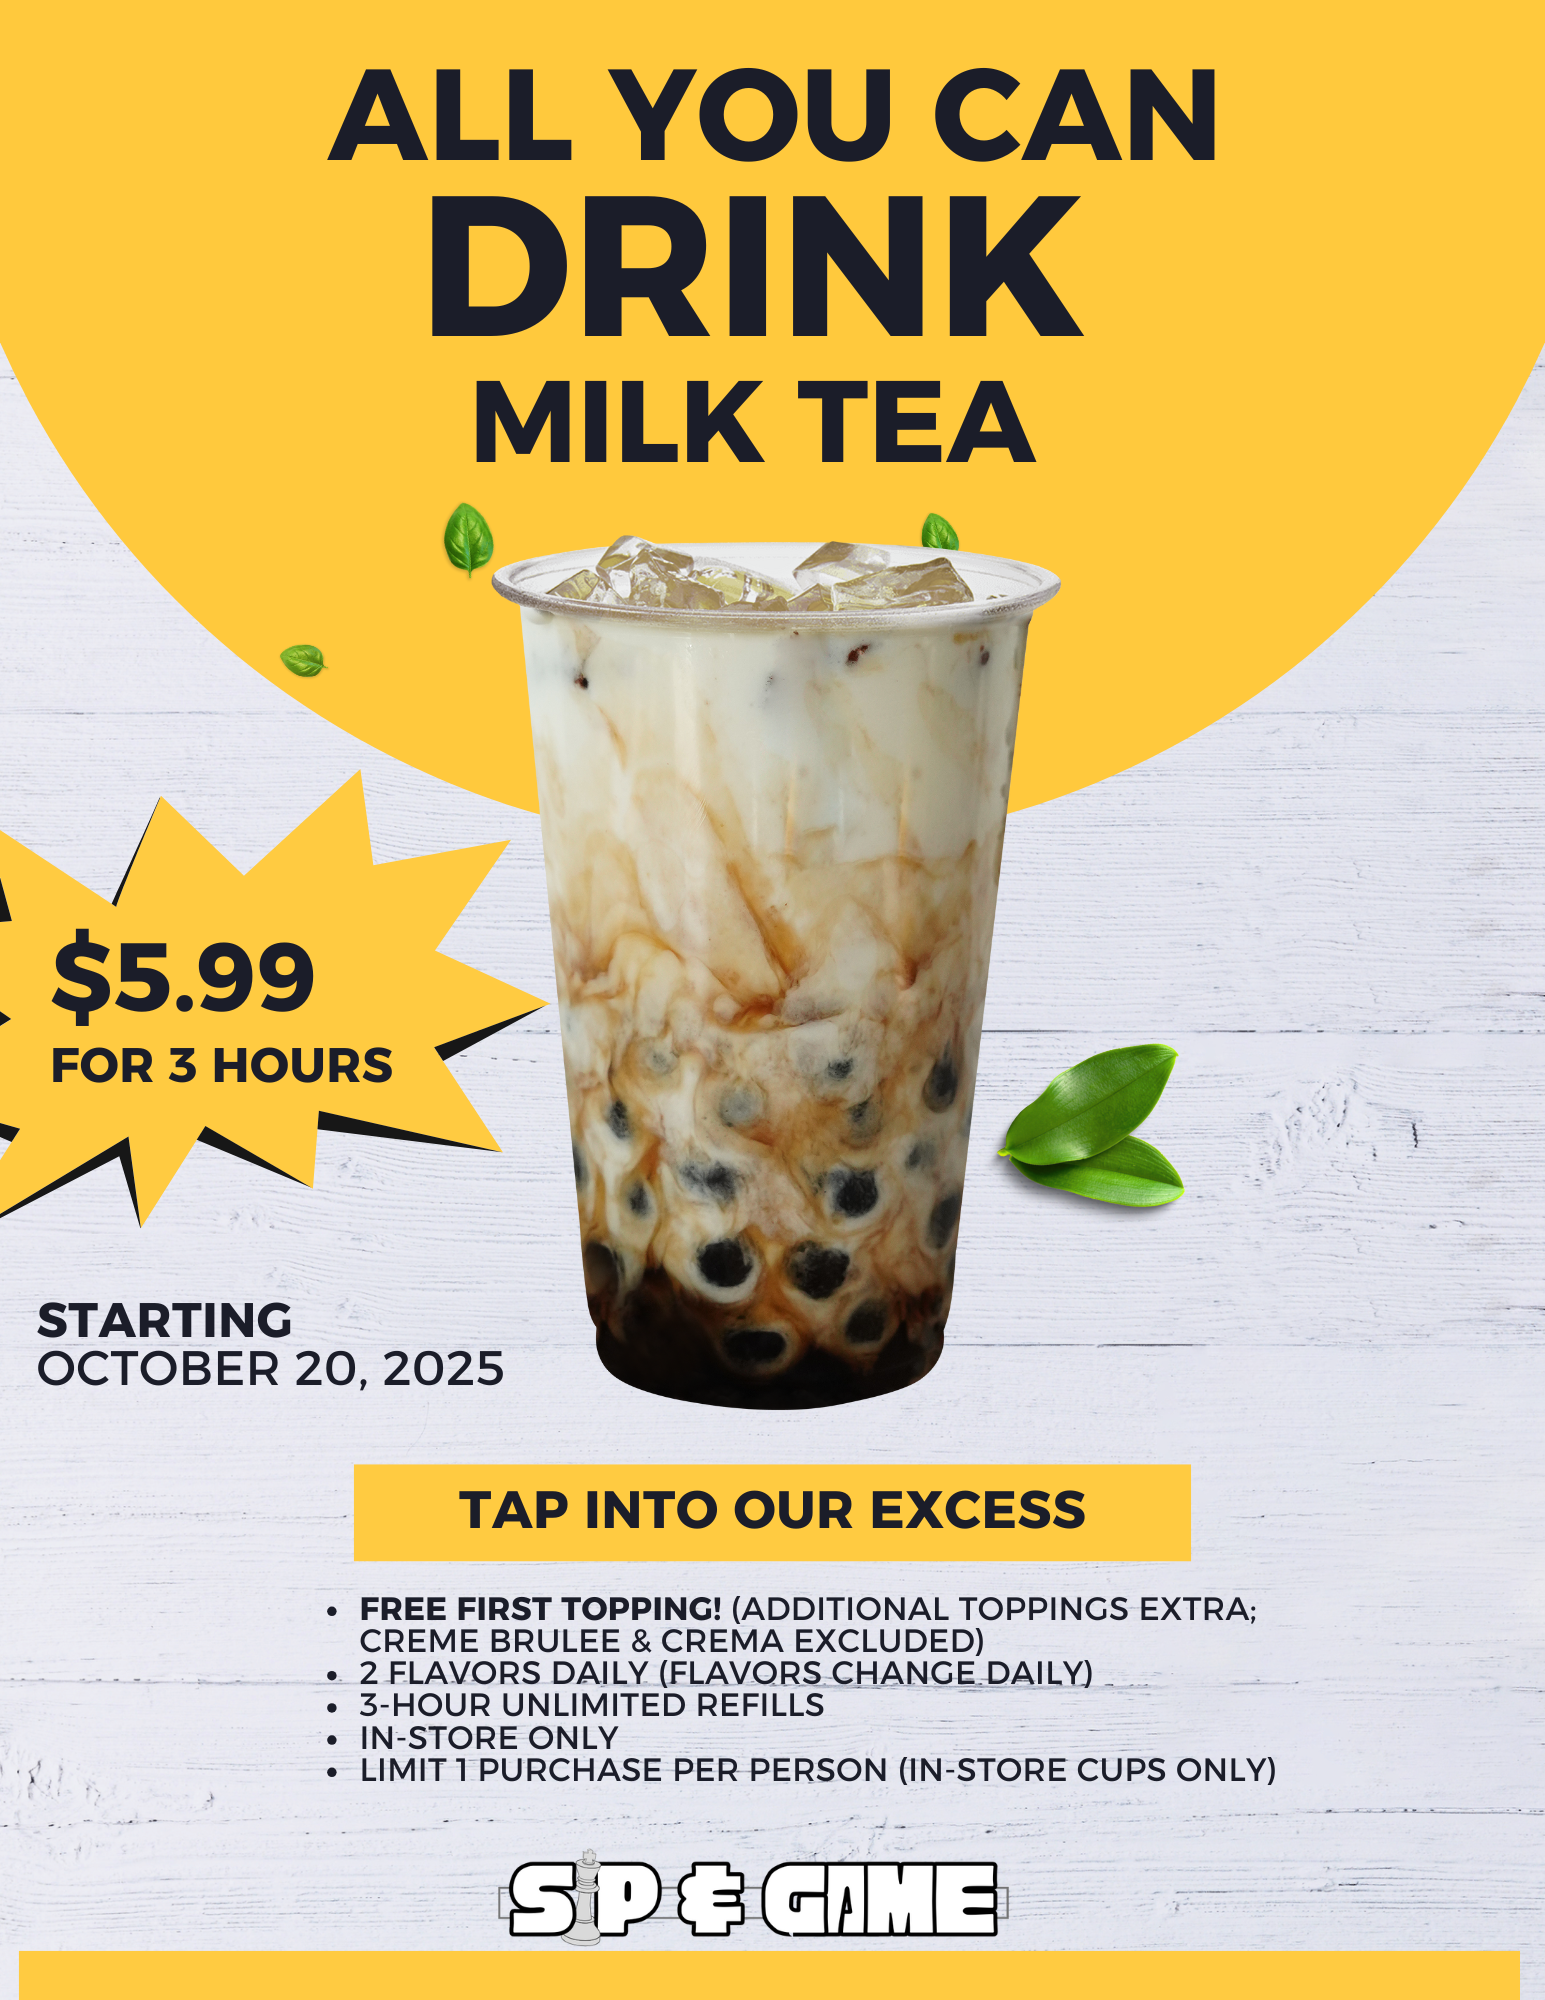 ALL YOU CAN
DRINK
MILK TEA
$5.99
FOR 3 HOURS
STARTING
OCTOBER 20, 2025
TAP INTO OUR EXCESS
• FREE FIRST TOPPING! (ADDITIONAL TOPPINGS EXTRA;
CREME BRULEE & CREMA EXCLUDED)
• 2 FLAVORS DAILY (FLAVORS CHANGE DAILY)
• 3-HOUR UNLIMITED REFILLS
• IN-STORE ONLY
• LIMIT 1 PURCHASE PER PERSON (IN-STORE CUPS ONLY)
SIP & GAME